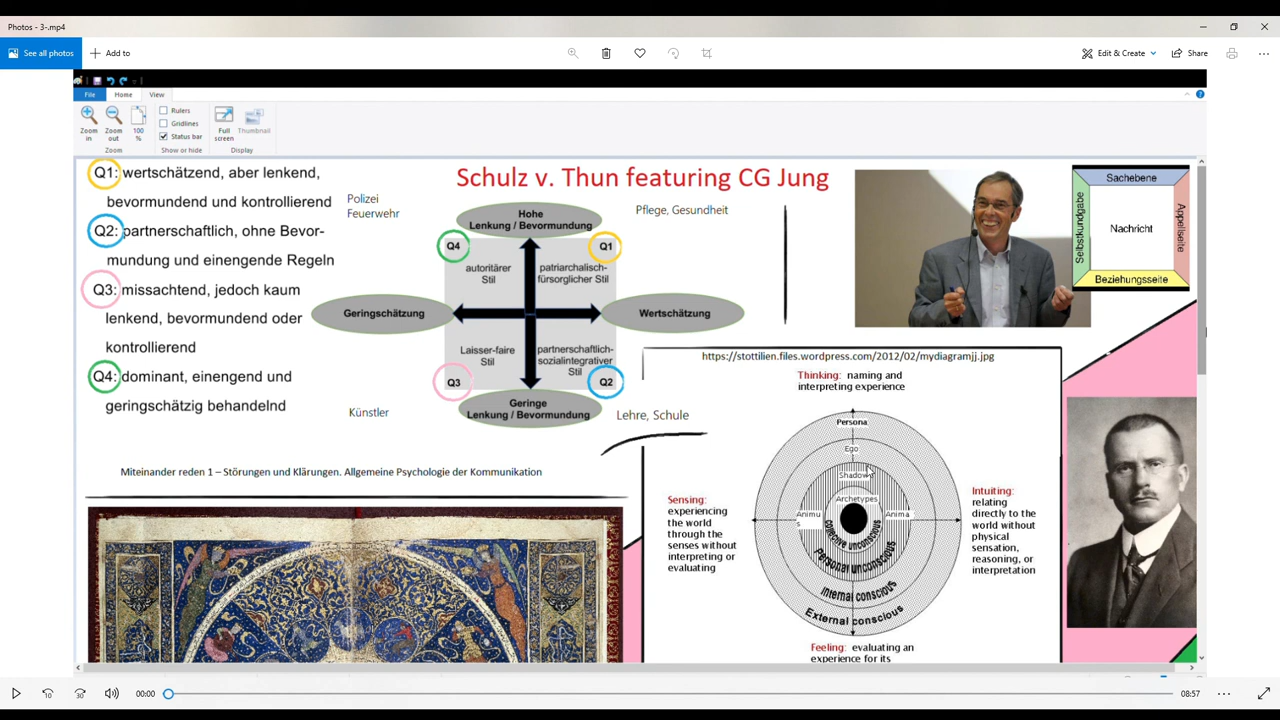 Photos - 3-.mp4
See all photos
Add to
Edit & Create
Share
File
Home
View
Zoom in
Zoom out
100 %
Rulers
Gridlines
Status bar
Full screen
Thumbnail
Zoom
Show or hide
Display
Q1: wertschätzend, aber lenkend,
bevormundend und kontrollierend
Q2: partnerschaftlich, ohne Bevor-
mundung und einengende Regeln
Q3: missachtend, jedoch kaum
lenkend, bevormundend oder
kontrollierend
Q4: dominant, einengend und
geringschätzig behandelnd
Schulz v. Thun featuring CG Jung
Polizei
Feuerwehr
Pflege, Gesundheit
Hohe
Lenkung / Bevormundung
Q4
Q1
autoritärer
Stil
patriarchalisch-
fürsorglicher Stil
Geringschätzung
Wertschätzung
Laisser-faire
Stil
partnerschaftlich-
sozialintegrativer
Stil
Q3
Q2
Geringe
Lenkung / Bevormundung
Künstler
Lehre, Schule
Miteinander reden 1 – Störungen und Klärungen. Allgemeine Psychologie der Kommunikation
Sachebene
Selbstkundgabe
Nachricht
Appellseite
Beziehungsseite
https://stottilien.files.wordpress.com/2012/02/mydiagramjj.jpg
Thinking: naming and
interpreting experience
Persona
Ego
Shadow
Archetypes
Animu
s
Anima
Collective unconscious
Personal unconscious
Internal conscious
External conscious
Sensing:
experiencing
the world
through the
senses without
interpreting or
evaluating
Intuiting:
relating
directly to the
world without
physical
sensation,
reasoning, or
interpretation
Feeling: evaluating an
experience for its
10
30
00:00
08:57